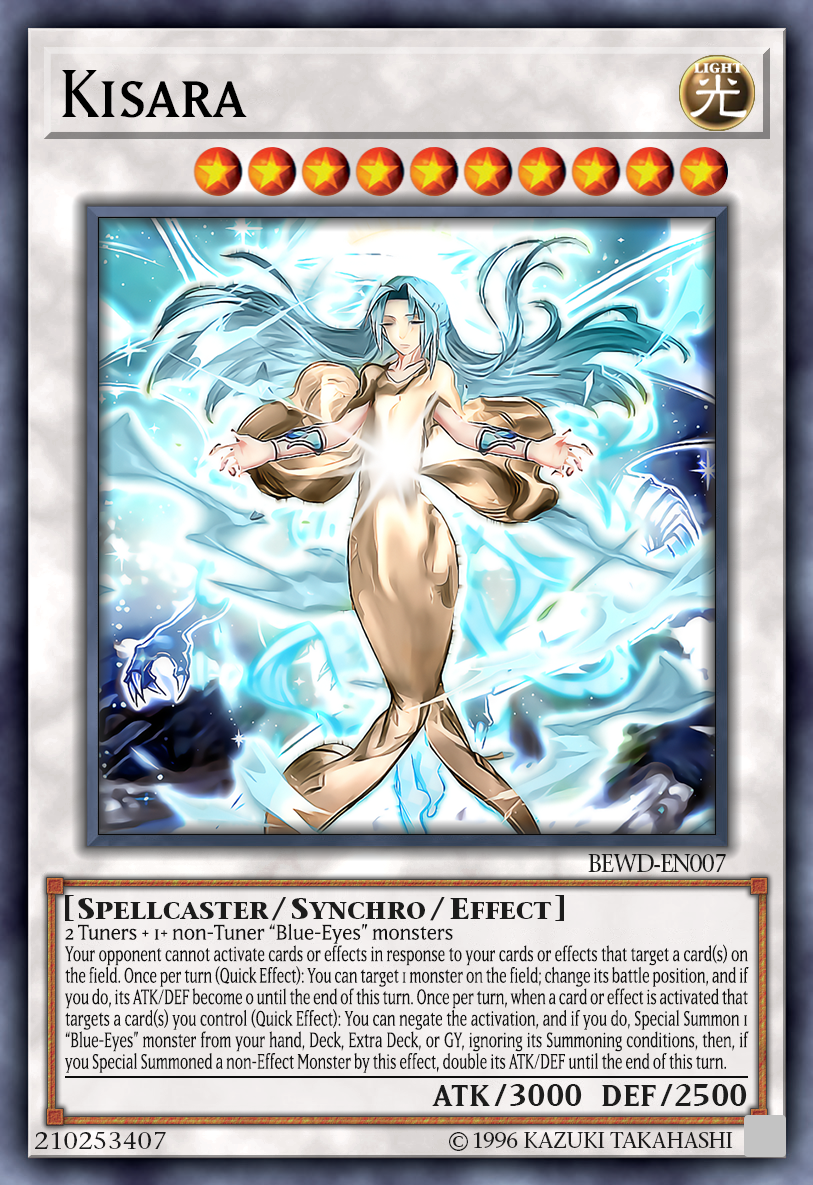 Kisara
LIGHT
光
BEWD-EN007
[ Spellcaster / Synchro / Effect ]
2 Tuners + 1+ non-Tuner “Blue-Eyes” monsters
Your opponent cannot activate cards or effects in response to your cards or effects that target a card(s) on
the field. Once per turn (Quick Effect): You can target 1 monster on the field; change its battle position, and if
you do, its ATK/DEF become 0 until the end of this turn. Once per turn, when a card or effect is activated that
targets a card(s) you control (Quick Effect): You can negate the activation, and if you do, Special Summon 1
“Blue-Eyes” monster from your hand, Deck, Extra Deck, or GY, ignoring its Summoning conditions, then, if
you Special Summoned a non-Effect Monster by this effect, double its ATK/DEF until the end of this turn.
ATK/3000 DEF/2500
210253407
© 1996 KAZUKI TAKAHASHI